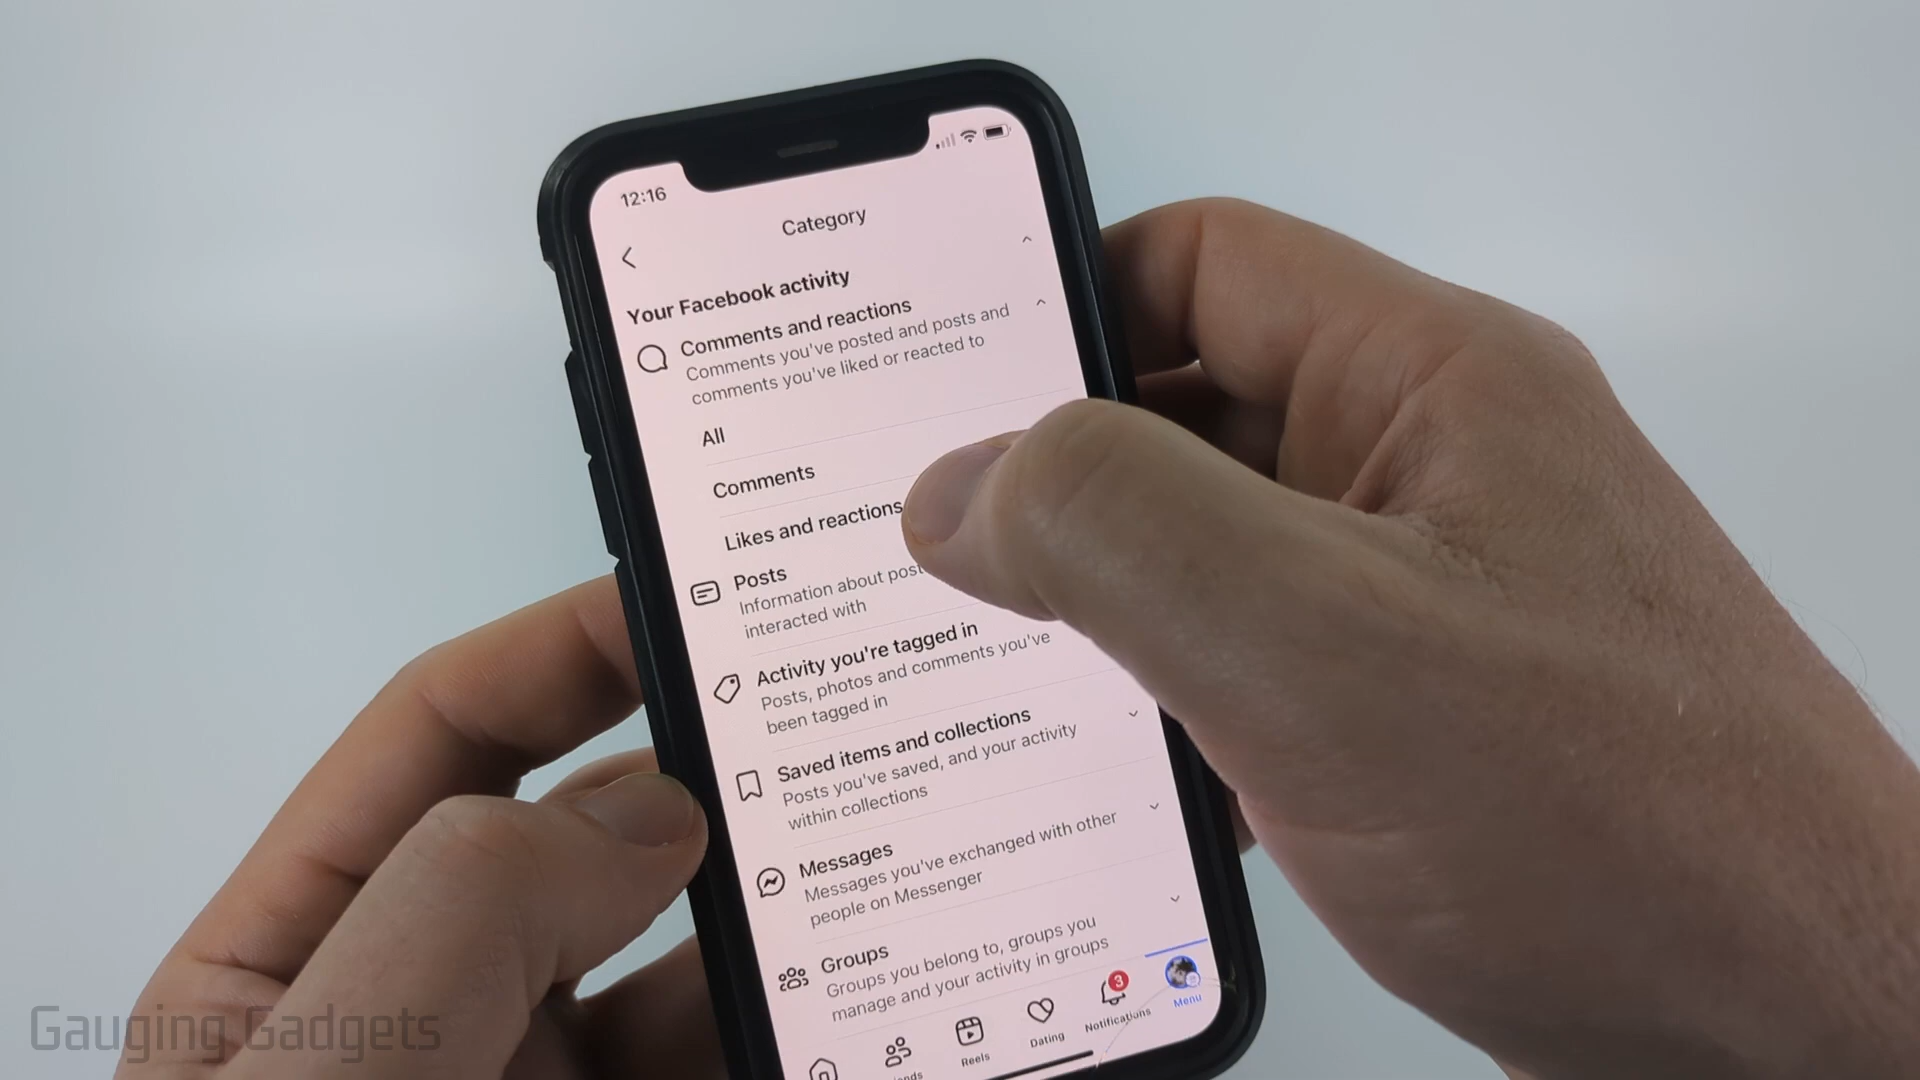 12:16
Category
Your Facebook activity
Comments and reactions
Comments you've posted and posts and
comments you've liked or reacted to
All
Comments
Likes and reactions
Posts
Information about
interacted with
Activity you're tagged in
Posts, photos and comments you've
been tagged in
Saved items and collections
Posts you've saved, and your activity
within collections
Messages
Messages you've exchanged with other
people on Messenger
Groups
Groups you belong to, groups you
manage and your activity in groups
Reels
Dating
3
Notifications
Menu
Gauging Gadgets